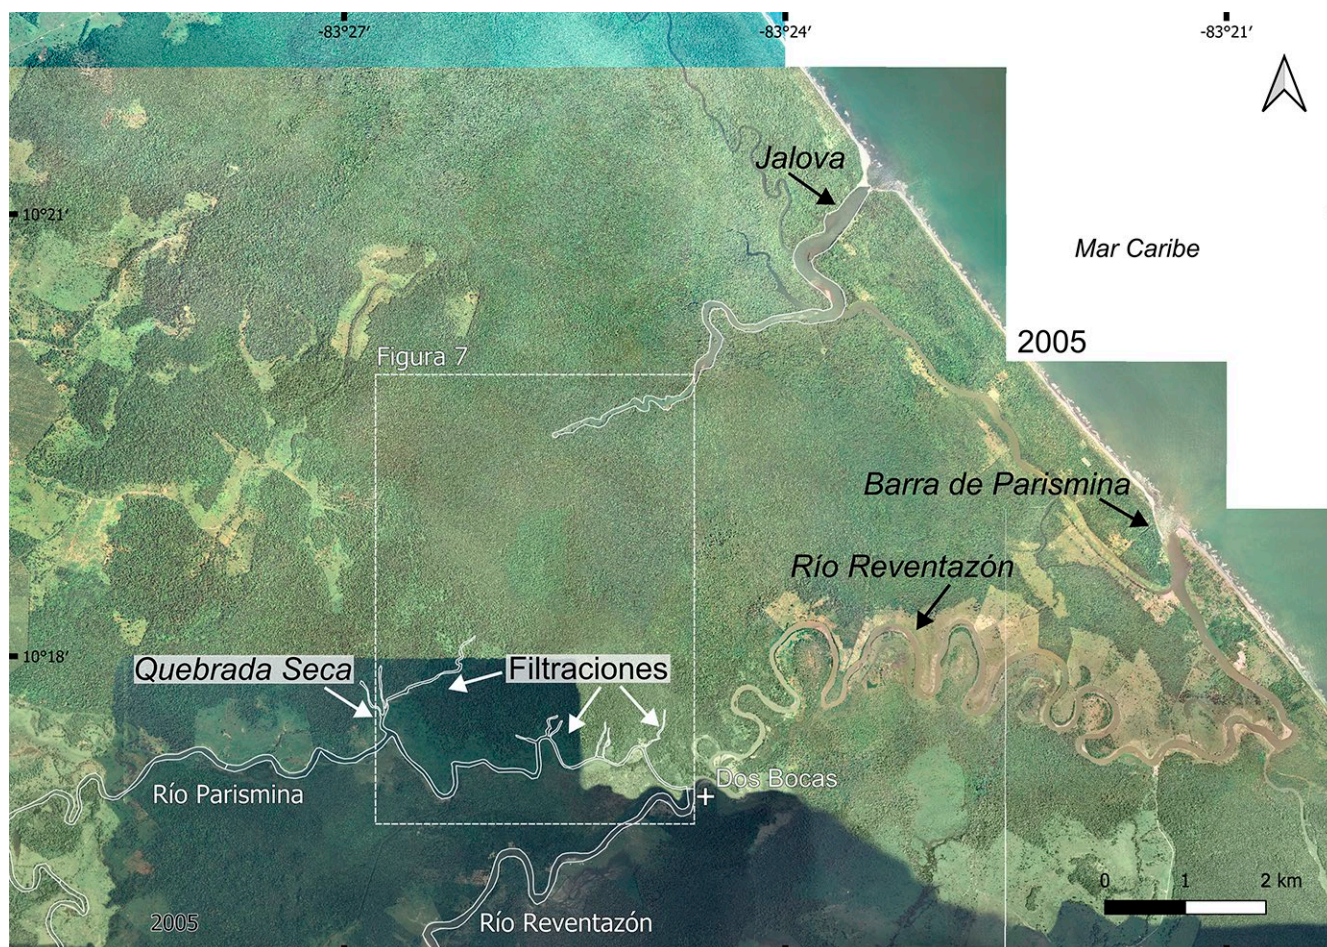 -83°27'
-83°24'
-83°21'
Jalova
10°21'
Mar Caribe
2005
Figura 7
Barra de Parismina
Río Reventazón
10°18'
Quebrada Seca
Filtraciones
Dos Bocas
Río Parismina
0 1 2 km
2005
Río Reventazón